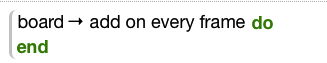 board → add on every frame do
end